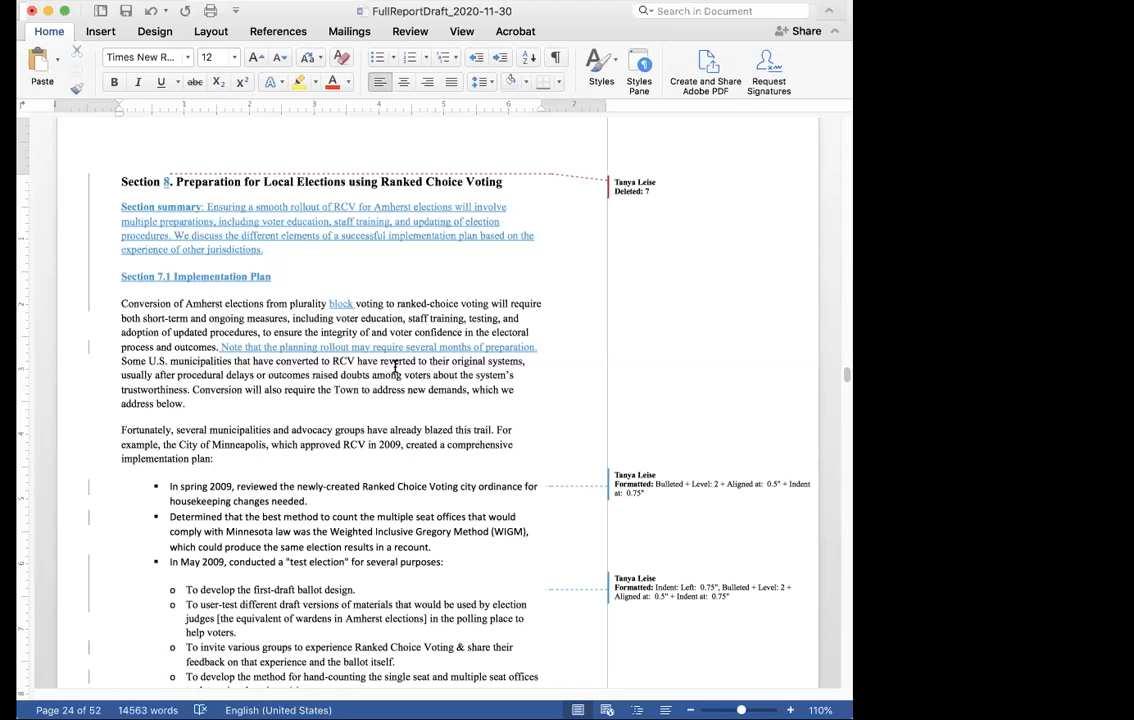 FullReportDraft_2020-11-30
Search in Document
Home Insert Design Layout References Mailings Review View Acrobat
Share
Paste
Times New R... 12
B I U abc X2 X2 A A
Styles
Styles Pane
Create and Share Adobe PDF
Request Signatures
1 1 2 3 4 5 6 7
Section 8. Preparation for Local Elections using Ranked Choice Voting
Tanya Leise
Deleted: 7
Section summary: Ensuring a smooth rollout of RCV for Amherst elections will involve
multiple preparations, including voter education, staff training, and updating of election
procedures. We discuss the different elements of a successful implementation plan based on the
experience of other jurisdictions.
Section 7.1 Implementation Plan
Conversion of Amherst elections from plurality block voting to ranked-choice voting will require
both short-term and ongoing measures, including voter education, staff training, testing, and
adoption of updated procedures, to ensure the integrity of and voter confidence in the electoral
process and outcomes. Note that the planning rollout may require several months of preparation.
Some U.S. municipalities that have converted to RCV have reverted to their original systems,
usually after procedural delays or outcomes raised doubts among voters about the system's
trustworthiness. Conversion will also require the Town to address new demands, which we
address below.
Fortunately, several municipalities and advocacy groups have already blazed this trail. For
example, the City of Minneapolis, which approved RCV in 2009, created a comprehensive
implementation plan:
▪ In spring 2009, reviewed the newly-created Ranked Choice Voting city ordinance for
housekeeping changes needed.
Tanya Leise
Formatted: Bulleted + Level: 2 + Aligned at: 0.5" + Indent
at: 0.75"
▪ Determined that the best method to count the multiple seat offices that would
comply with Minnesota law was the Weighted Inclusive Gregory Method (WIGM),
which could produce the same election results in a recount.
▪ In May 2009, conducted a "test election" for several purposes:
o To develop the first-draft ballot design.
Tanya Leise
Formatted: Indent: Left: 0.75", Bulleted + Level: 2 +
Aligned at: 0.5" + Indent at: 0.75"
o To user-test different draft versions of materials that would be used by election
judges [the equivalent of wardens in Amherst elections] in the polling place to
help voters.
o To invite various groups to experience Ranked Choice Voting & share their
feedback on that experience and the ballot itself.
o To develop the method for hand-counting the single seat and multiple seat offices
Page 24 of 52 14563 words English (United States) 110%